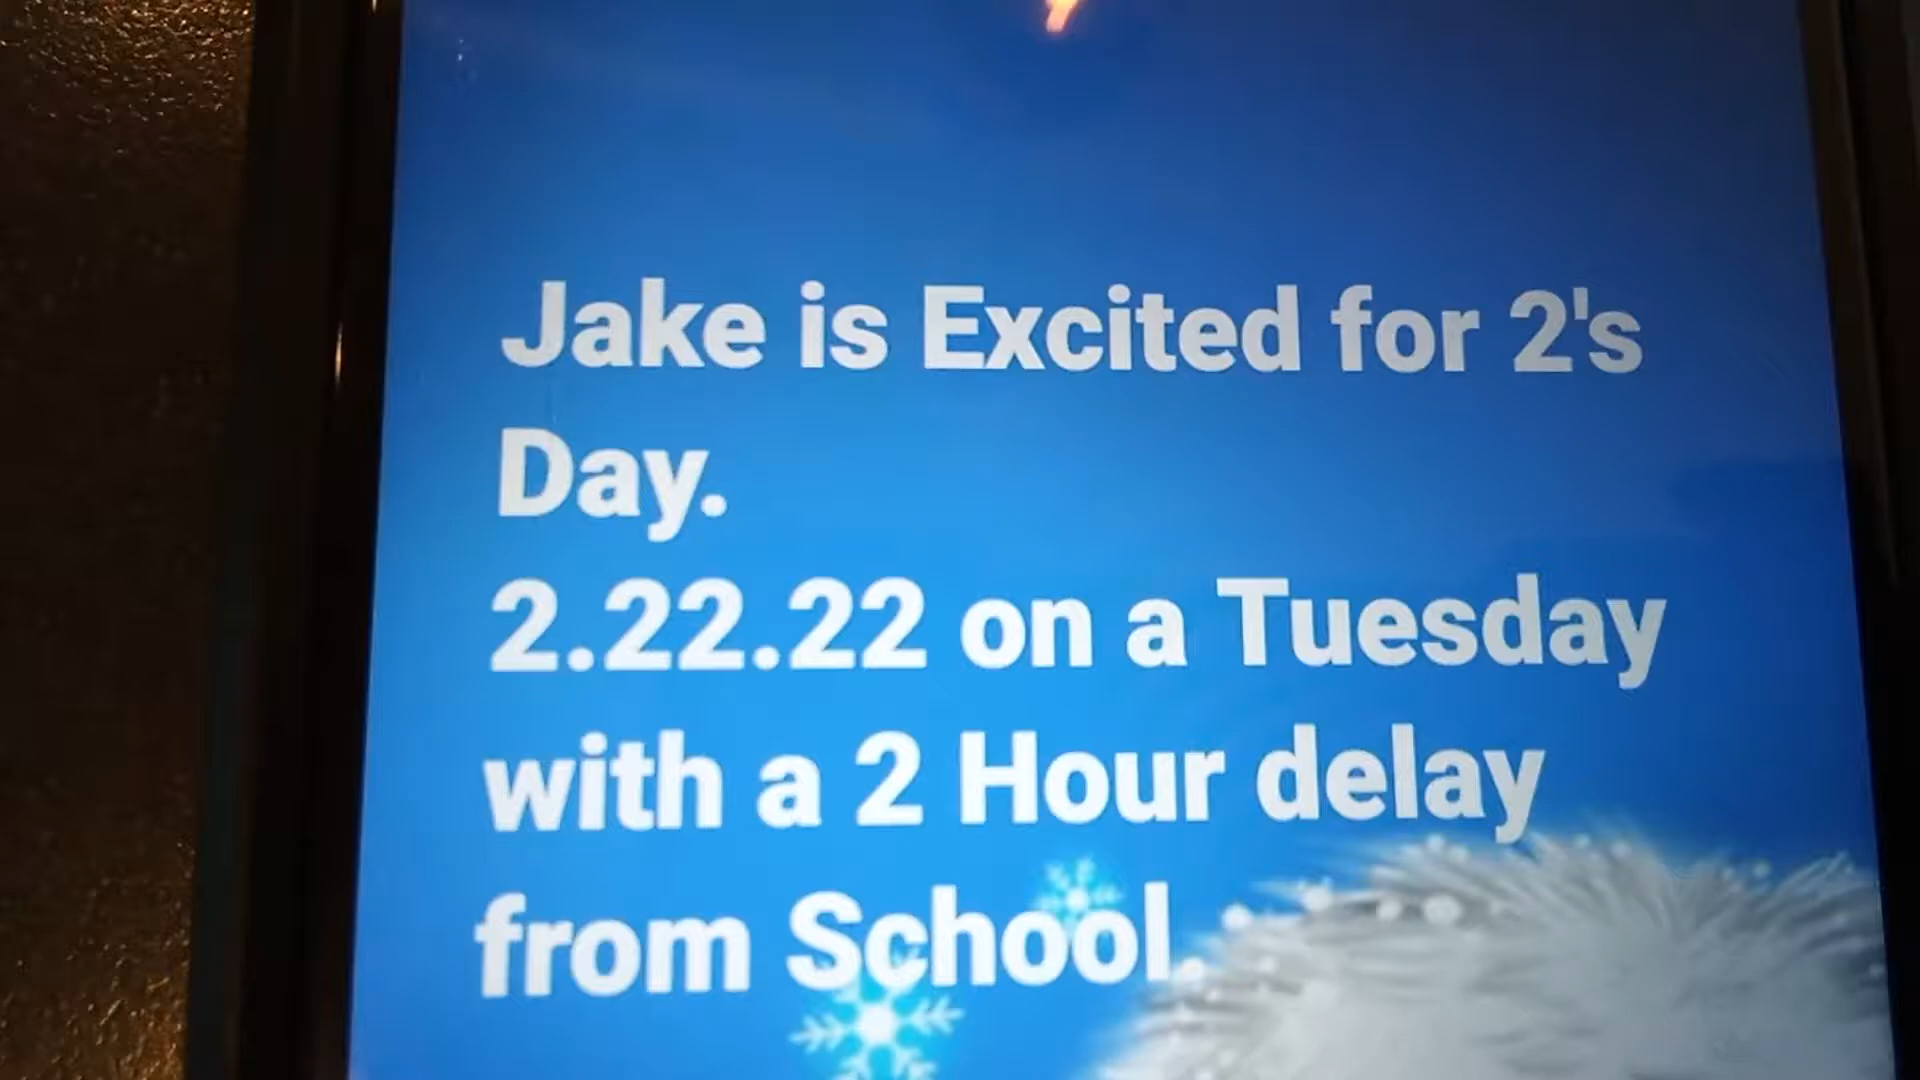 Jake is Excited for 2's
Day.
2.22.22 on a Tuesday
with a 2 Hour delay
from School.